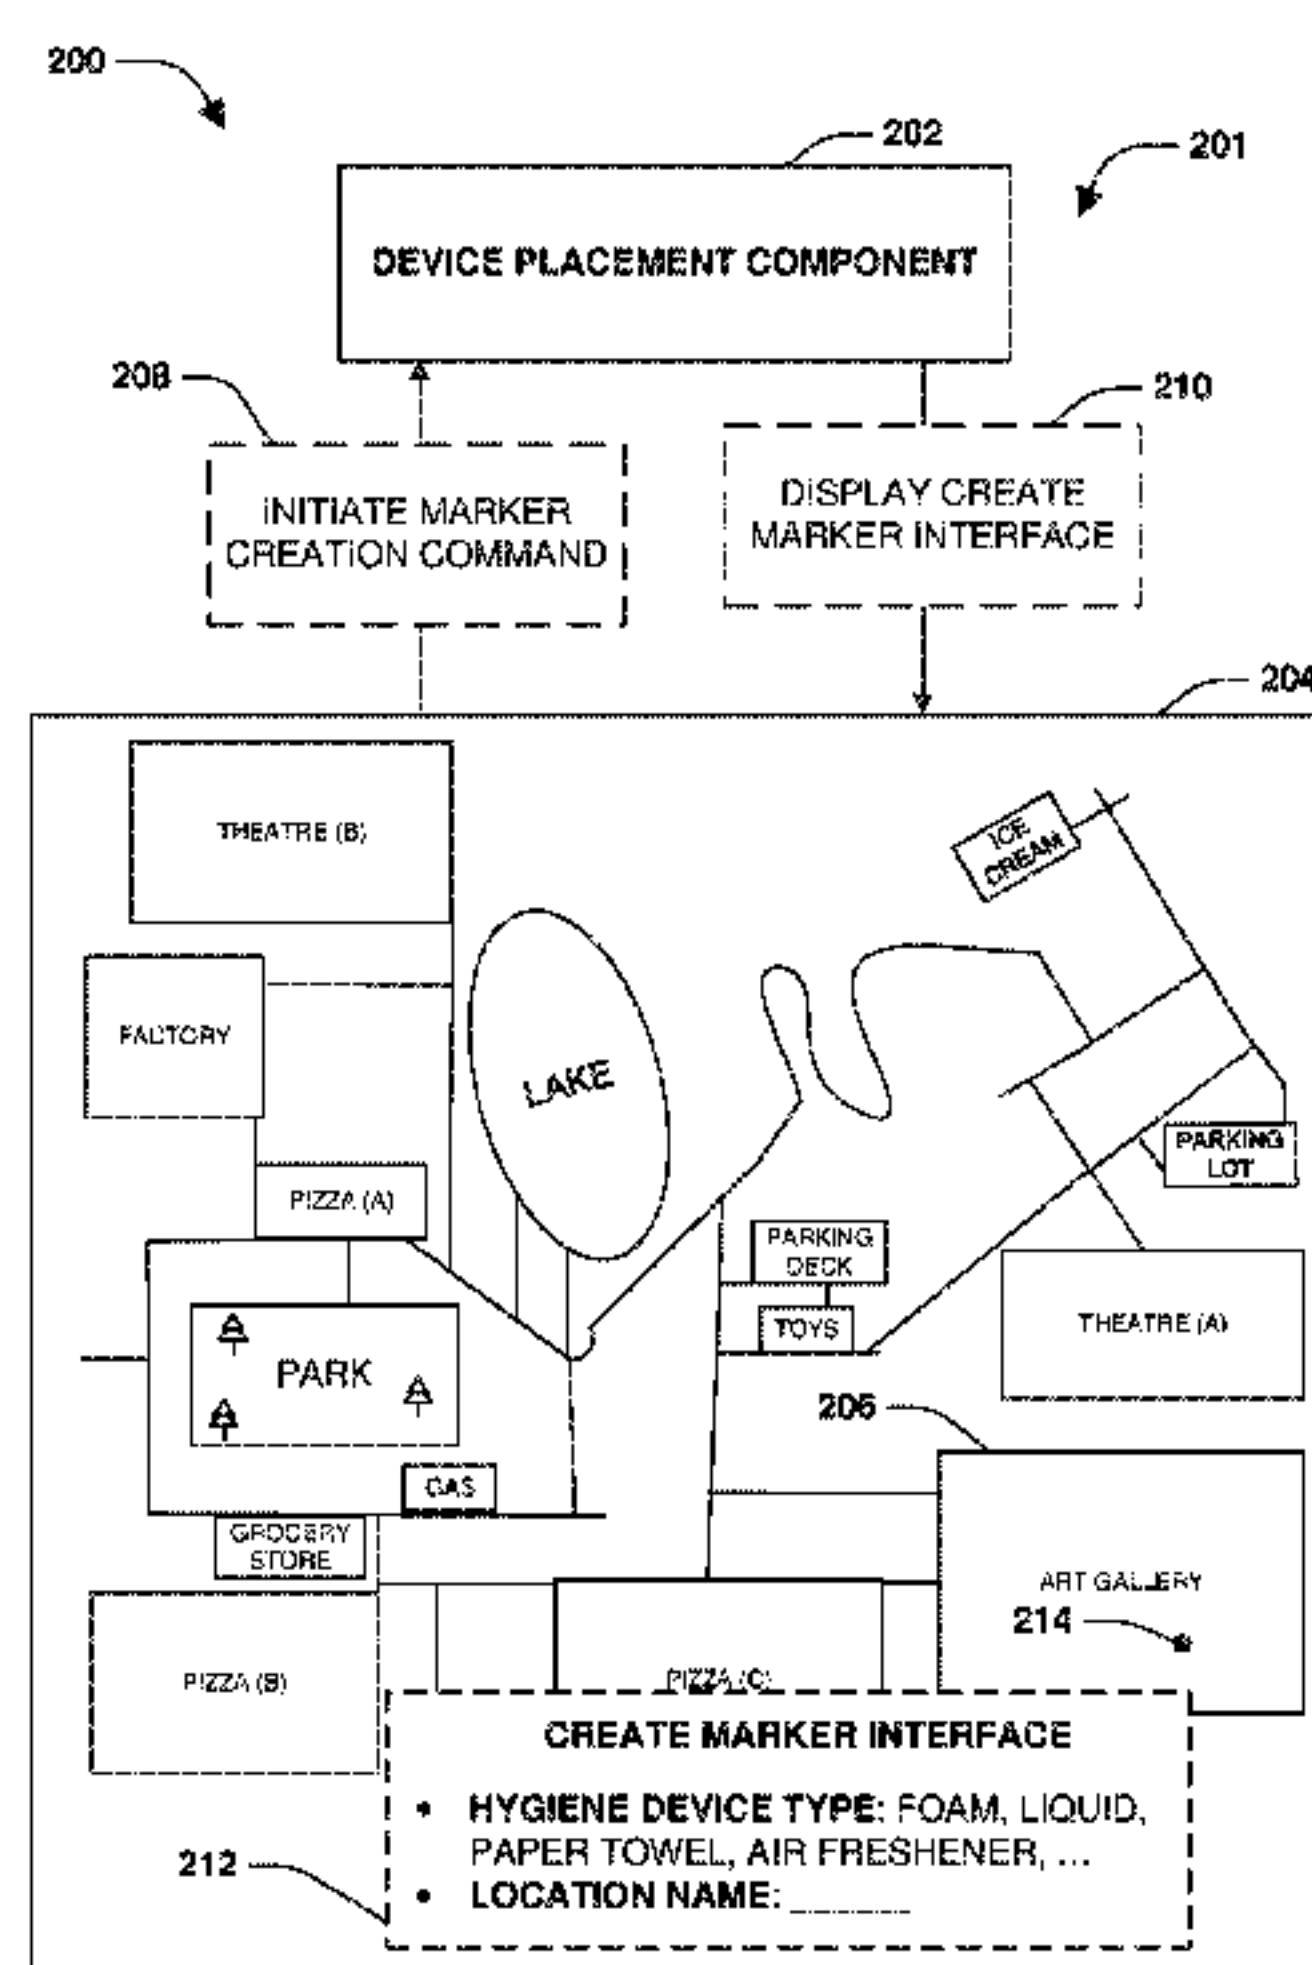 200
202
201
DEVICE PLACEMENT COMPONENT
208
210
INITIATE MARKER
CREATION COMMAND
DISPLAY CREATE
MARKER INTERFACE
204
THEATRE (B)
ICE
CREAM
FACTORY
LAKE
PARKING
LOT
PIZZA (A)
PARKING
DECK
TOYS
THEATRE (A)
PARK
206
GAS
GROCERY
STORE
ART GALLERY
214
PIZZA (B)
PIZZA (C)
CREATE MARKER INTERFACE
• HYGIENE DEVICE TYPE: FOAM, LIQUID,
PAPER TOWEL, AIR FRESHENER, ...
212
• LOCATION NAME: ________